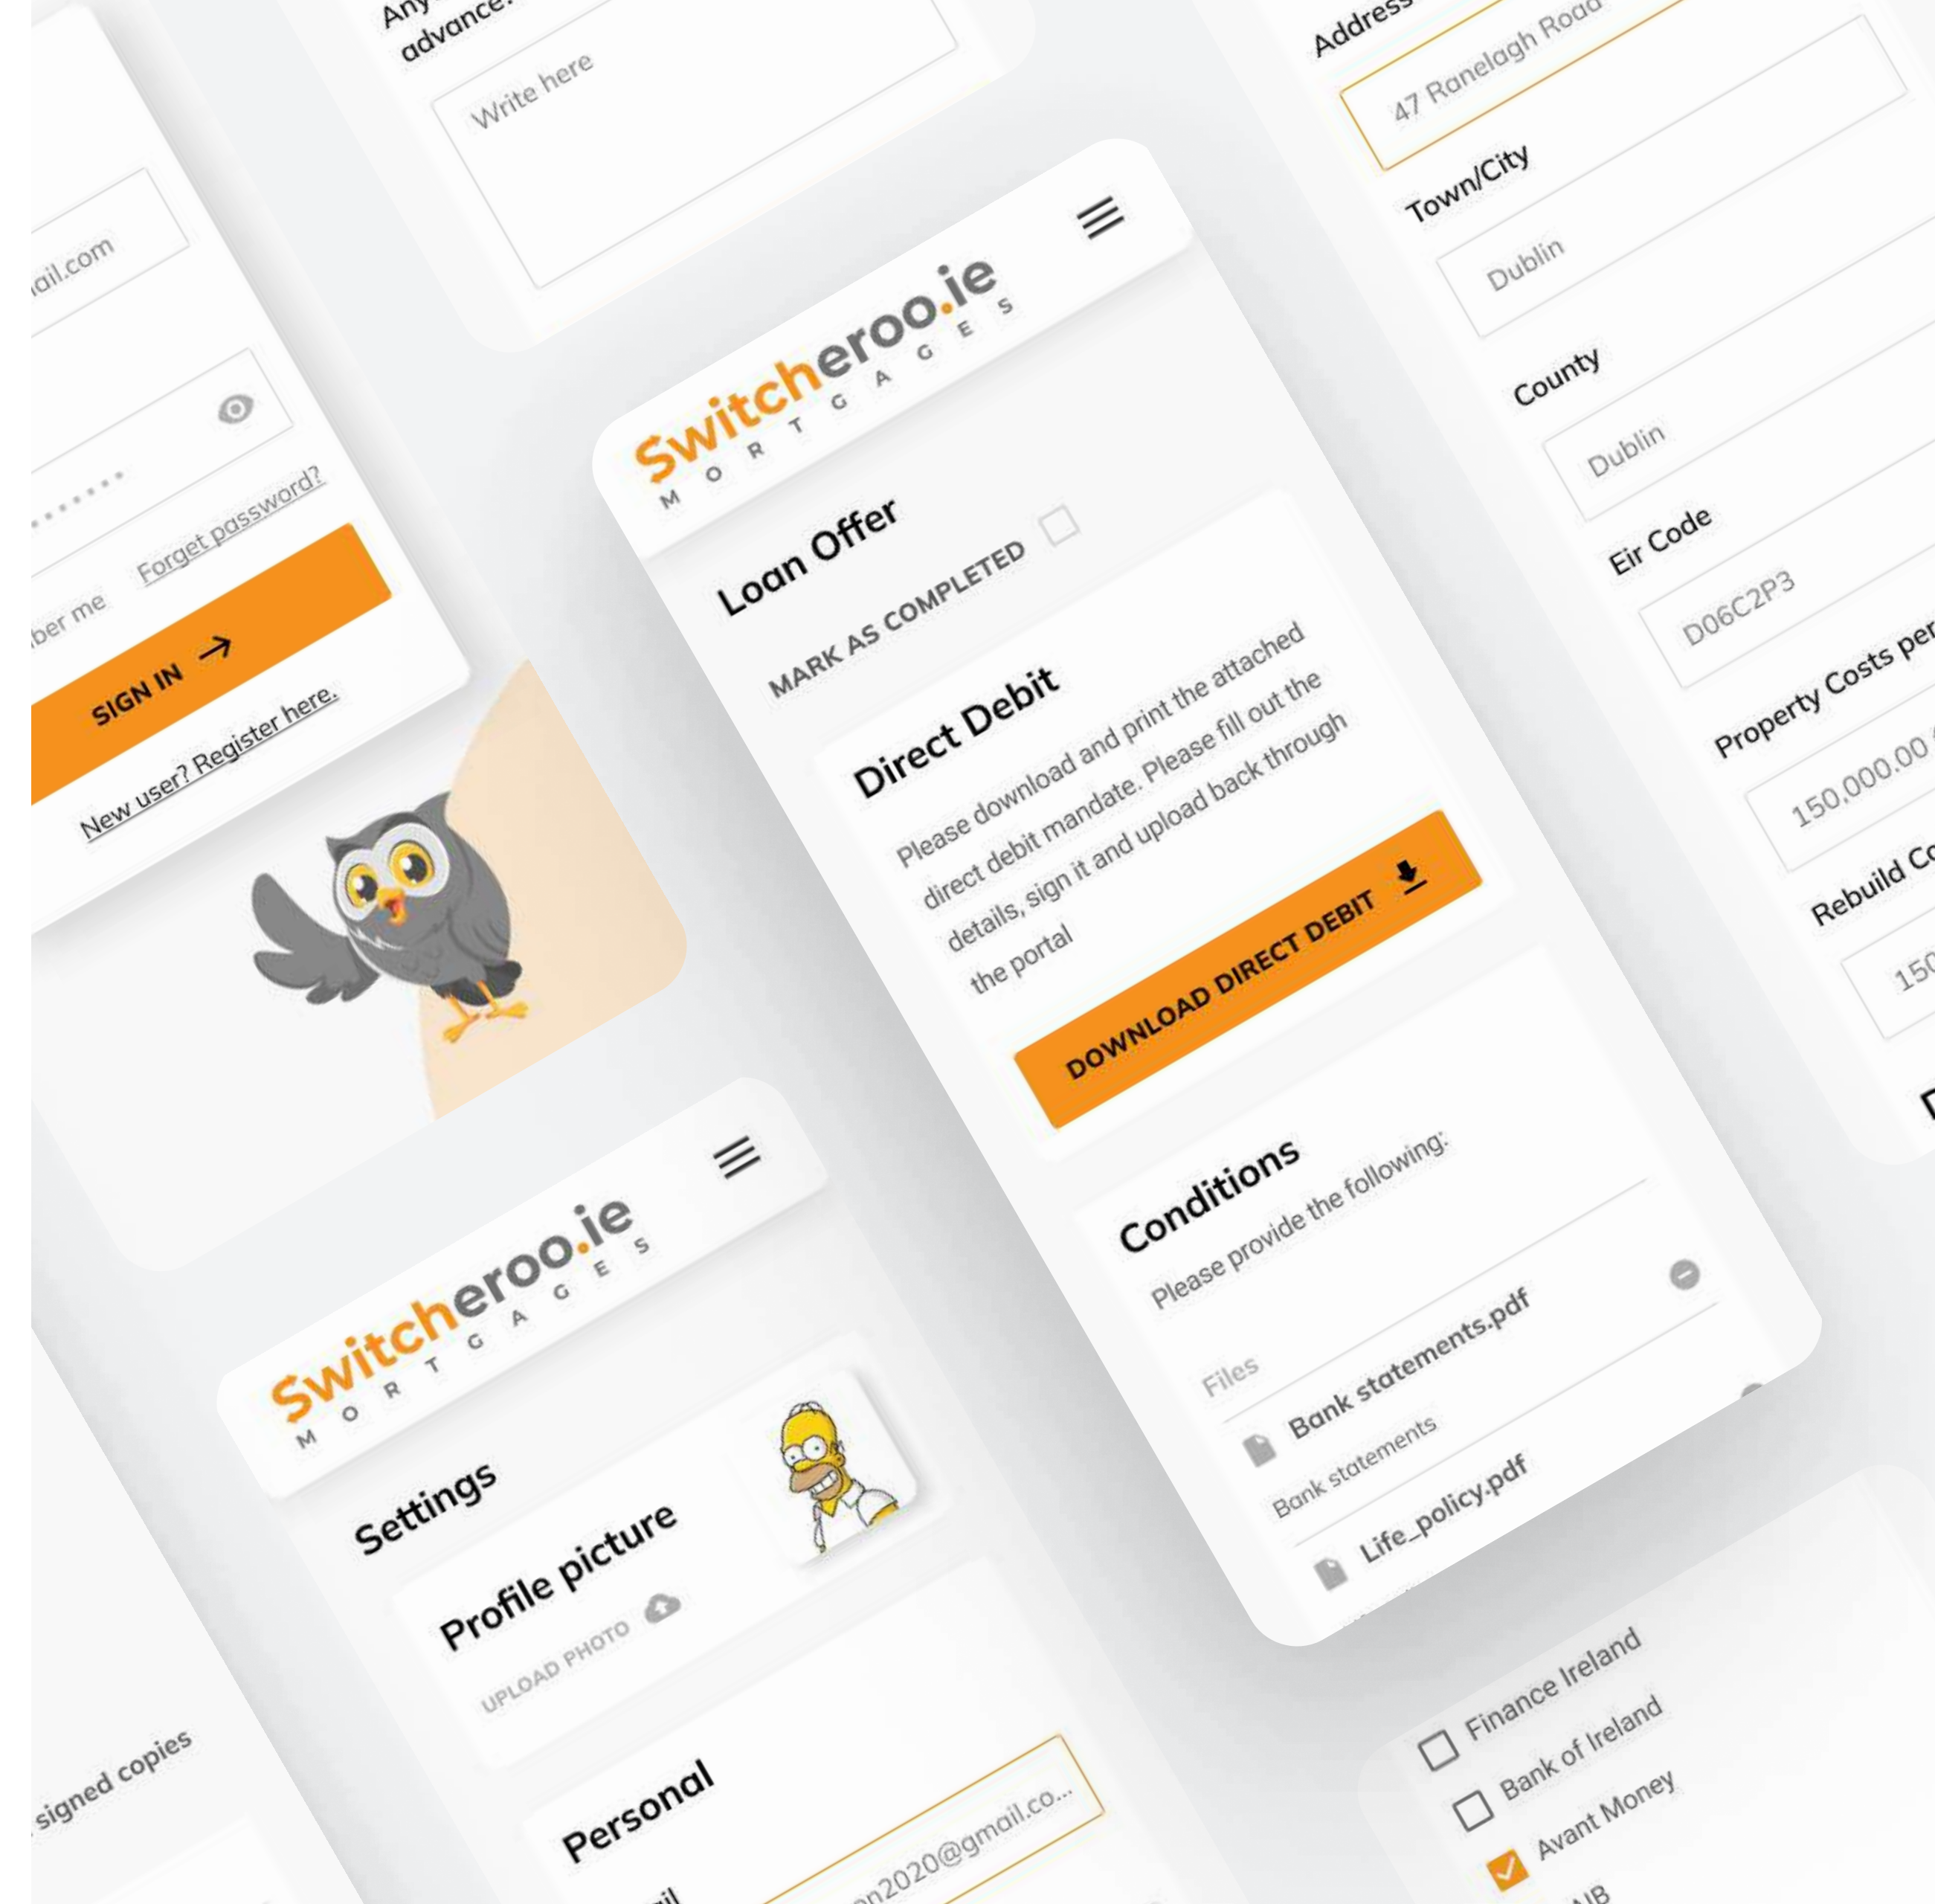 advance?
Write here
Address
47 Ranelagh Road
Town/City
Dublin
County
Dublin
Eir Code
D06C2P3
Property Costs per
150,000.00
Rebuild
150
ail.com
Forget password?
ber me
SIGN IN
New user? Register here.
Switcheroo.ie
MORTGAGES
Loan Offer
MARK AS COMPLETED
Direct Debit
Please download and print the attached
direct debit mandate. Please fill out the
details, sign it and upload back through
the portal
DOWNLOAD DIRECT DEBIT
Conditions
Please provide the following:
Files
Bank statements.pdf
Bank statements
Life_policy.pdf
Switcheroo.ie
MORTGAGES
Settings
Profile picture
UPLOAD PHOTO
Personal
on2020@gmail.co...
signed copies
Finance Ireland
Bank of Ireland
Avant Money